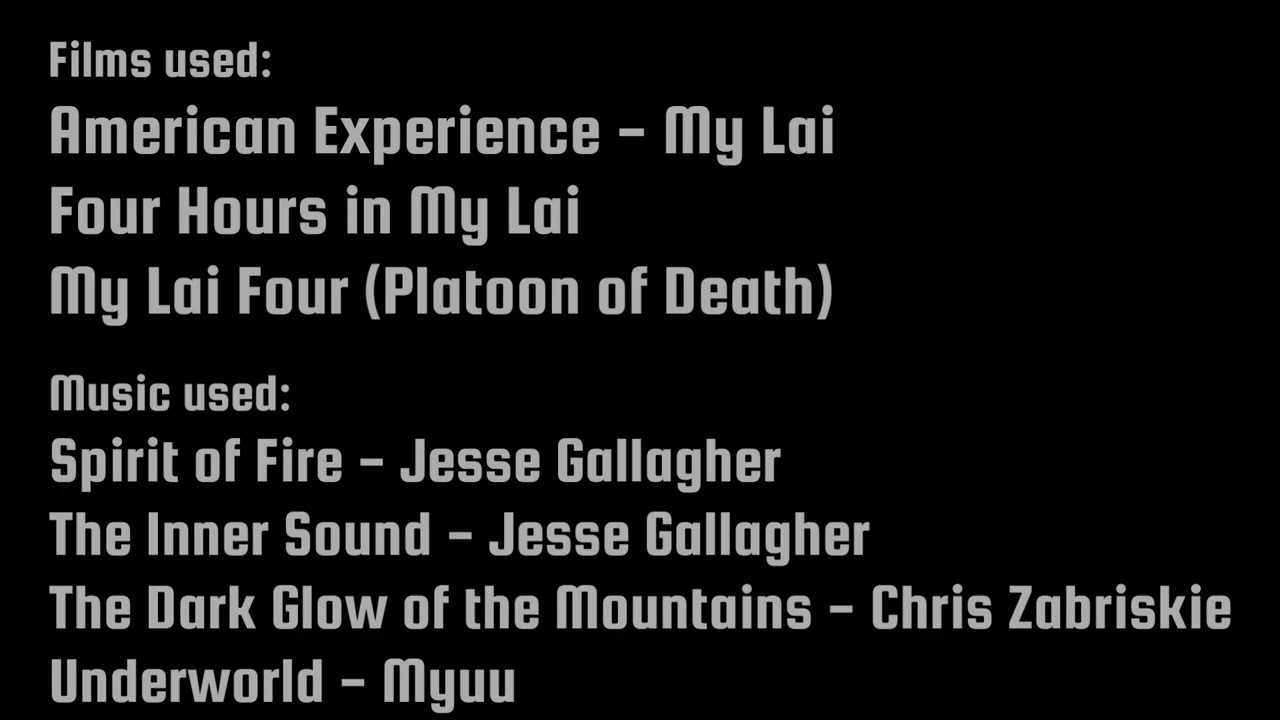 Films used:
American Experience - My Lai
Four Hours in My Lai
My Lai Four (Platoon of Death)
Music used:
Spirit of Fire - Jesse Gallagher
The Inner Sound - Jesse Gallagher
The Dark Glow of the Mountains - Chris Zabriskie
Underworld - Myuu